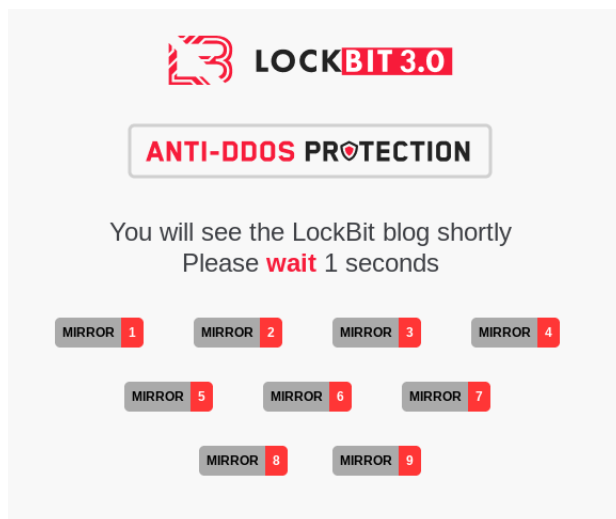 LOCKBIT 3.0
ANTI-DDOS PROTECTION
You will see the LockBit blog shortly
Please wait 1 seconds
MIRROR 1 MIRROR 2 MIRROR 3 MIRROR 4
MIRROR 5 MIRROR 6 MIRROR 7
MIRROR 8 MIRROR 9